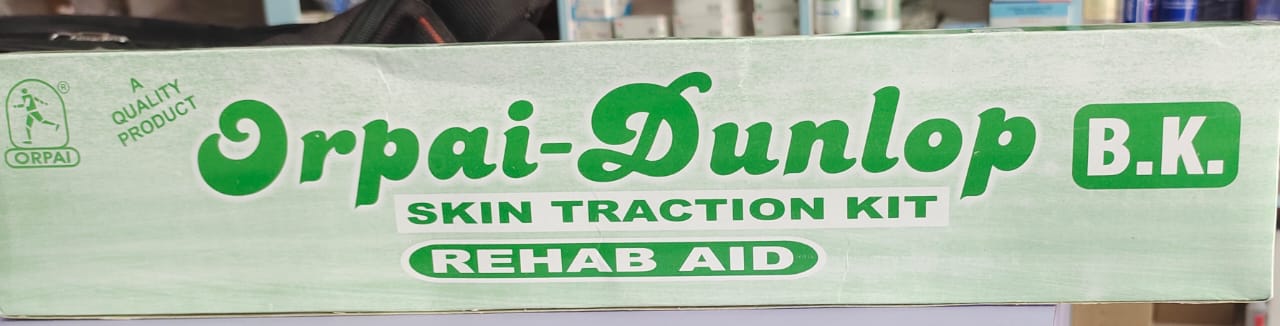 ®
ORPAI
A
QUALITY
PRODUCT
Orpai-Dunlop
B.K.
SKIN TRACTION KIT
REHAB AID